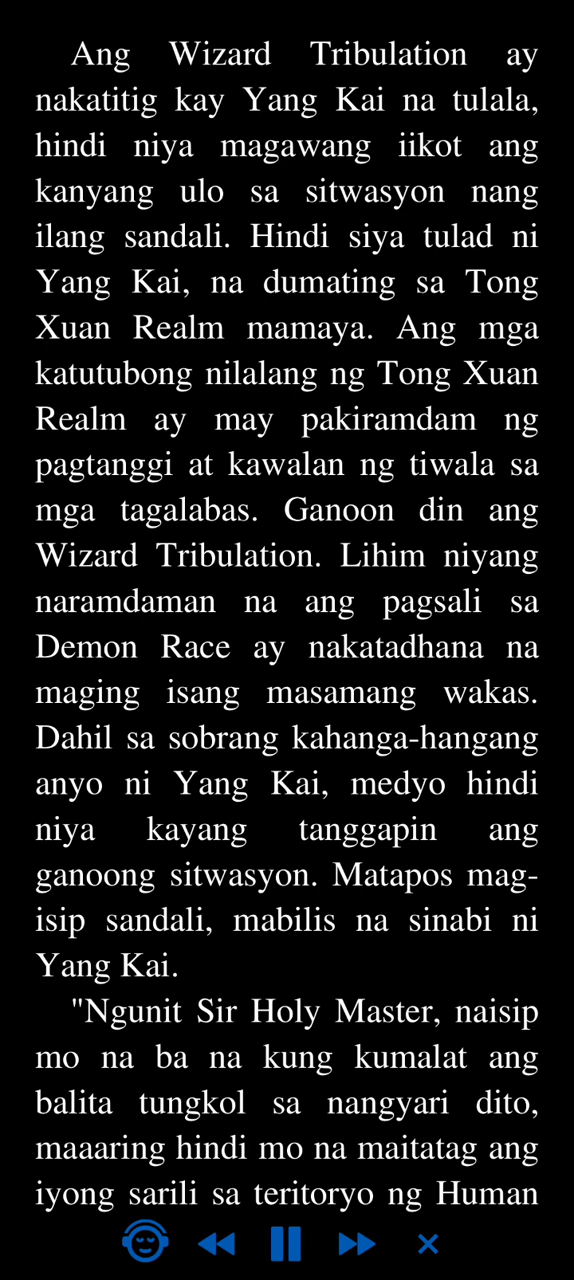 Ang Wizard Tribulation ay
nakatitig kay Yang Kai na tulala,
hindi niya magawang iikot ang
kanyang ulo sa sitwasyon nang
ilang sandali. Hindi siya tulad ni
Yang Kai, na dumating sa Tong
Xuan Realm mamaya. Ang mga
katutubong nilalang ng Tong Xuan
Realm ay may pakiramdam ng
pagtanggi at kawalan ng tiwala sa
mga tagalabas. Ganoon din ang
Wizard Tribulation. Lihim niyang
naramdaman na ang pagsali sa
Demon Race ay nakatadhana na
maging isang masamang wakas.
Dahil sa sobrang kahanga-hangang
anyo ni Yang Kai, medyo hindi
niya kayang tanggapin ang
ganoong sitwasyon. Matapos mag-
isip sandali, mabilis na sinabi ni
Yang Kai.
"Ngunit Sir Holy Master, naisip
mo na ba na kung kumalat ang
balita tungkol sa nangyari dito,
maaaring hindi mo na maitatag ang
iyong sarili sa teritoryo ng Human